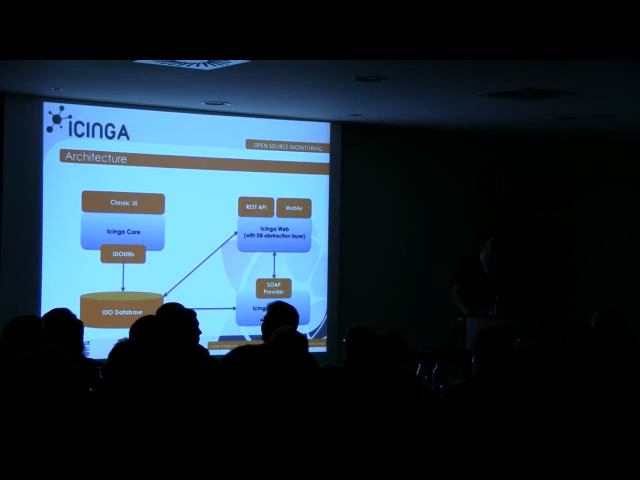 ICINGA
OPEN SOURCE MONITORING
Architecture
Classic UI
Icinga Core
IDOUtils
IDO Database
REST API
Mobile
Icinga Web
(with DB abstraction layer)
SOAP
Provider